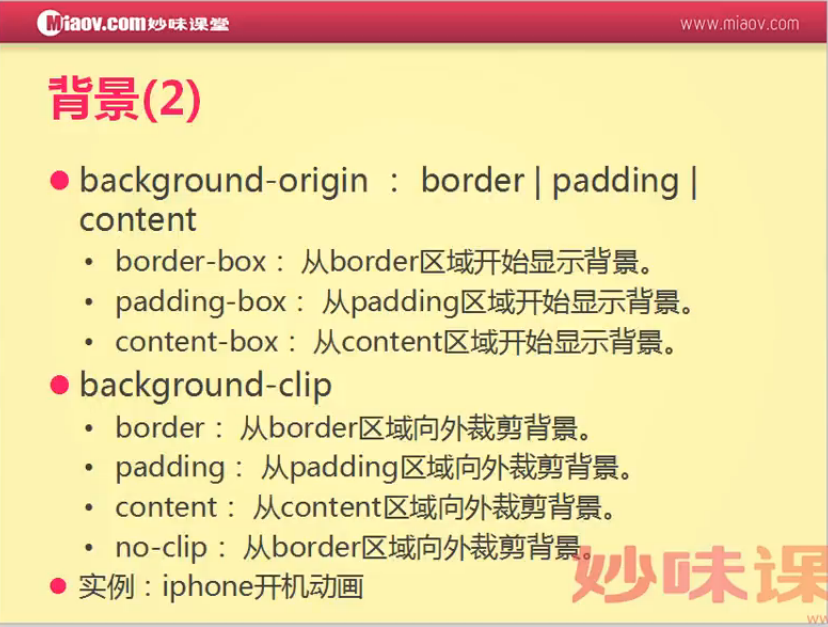 Miaov.com妙味课堂
www.miaov.com
背景(2)
background-origin ： border | padding |
content
border-box： 从border区域开始显示背景。
padding-box： 从padding区域开始显示背景。
content-box： 从content区域开始显示背景。
background-clip
border： 从border区域向外裁剪背景。
padding： 从padding区域向外裁剪背景。
content： 从content区域向外裁剪背景。
no-clip： 从border区域向外裁剪背景。
实例：iphone开机动画
妙味课
ww